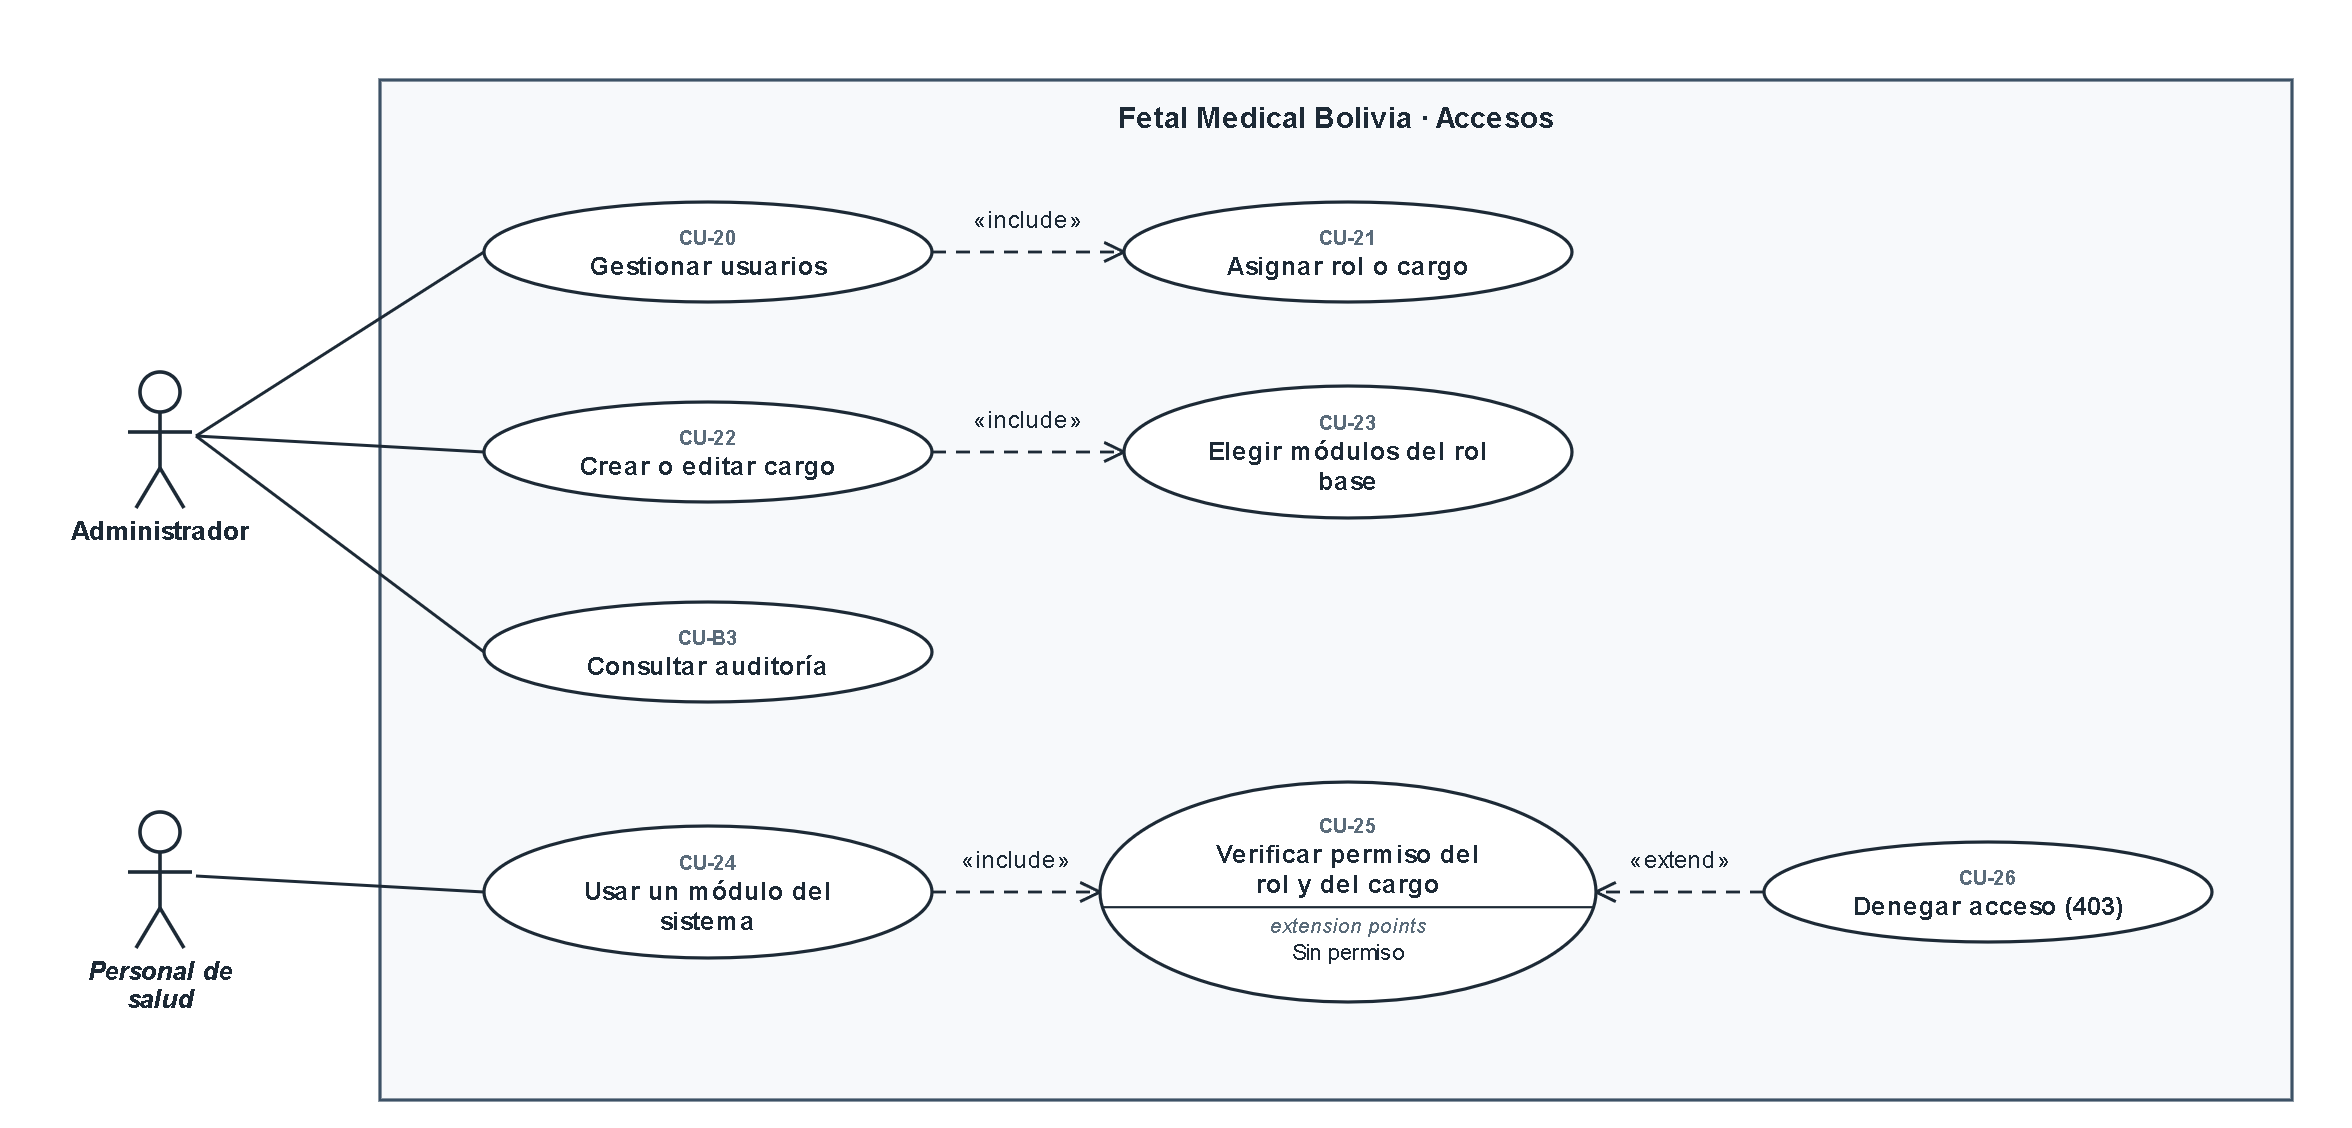 Fetal Medical Bolivia · Accesos
CU-20
Gestionar usuarios
«include»
CU-21
Asignar rol o cargo
CU-22
Crear o editar cargo
«include»
CU-23
Elegir módulos del rol
base
Administrador
CU-B3
Consultar auditoría
CU-24
Usar un módulo del
sistema
«include»
CU-25
Verificar permiso del
rol y del cargo
extension points
Sin permiso
«extend»
CU-26
Denegar acceso (403)
Personal de
salud